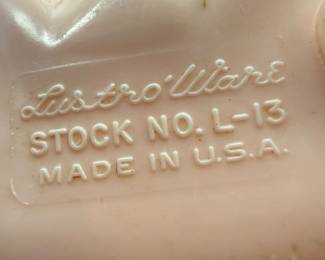 Lustro'Ware
STOCK NO. L-13
MADE IN U.S.A.